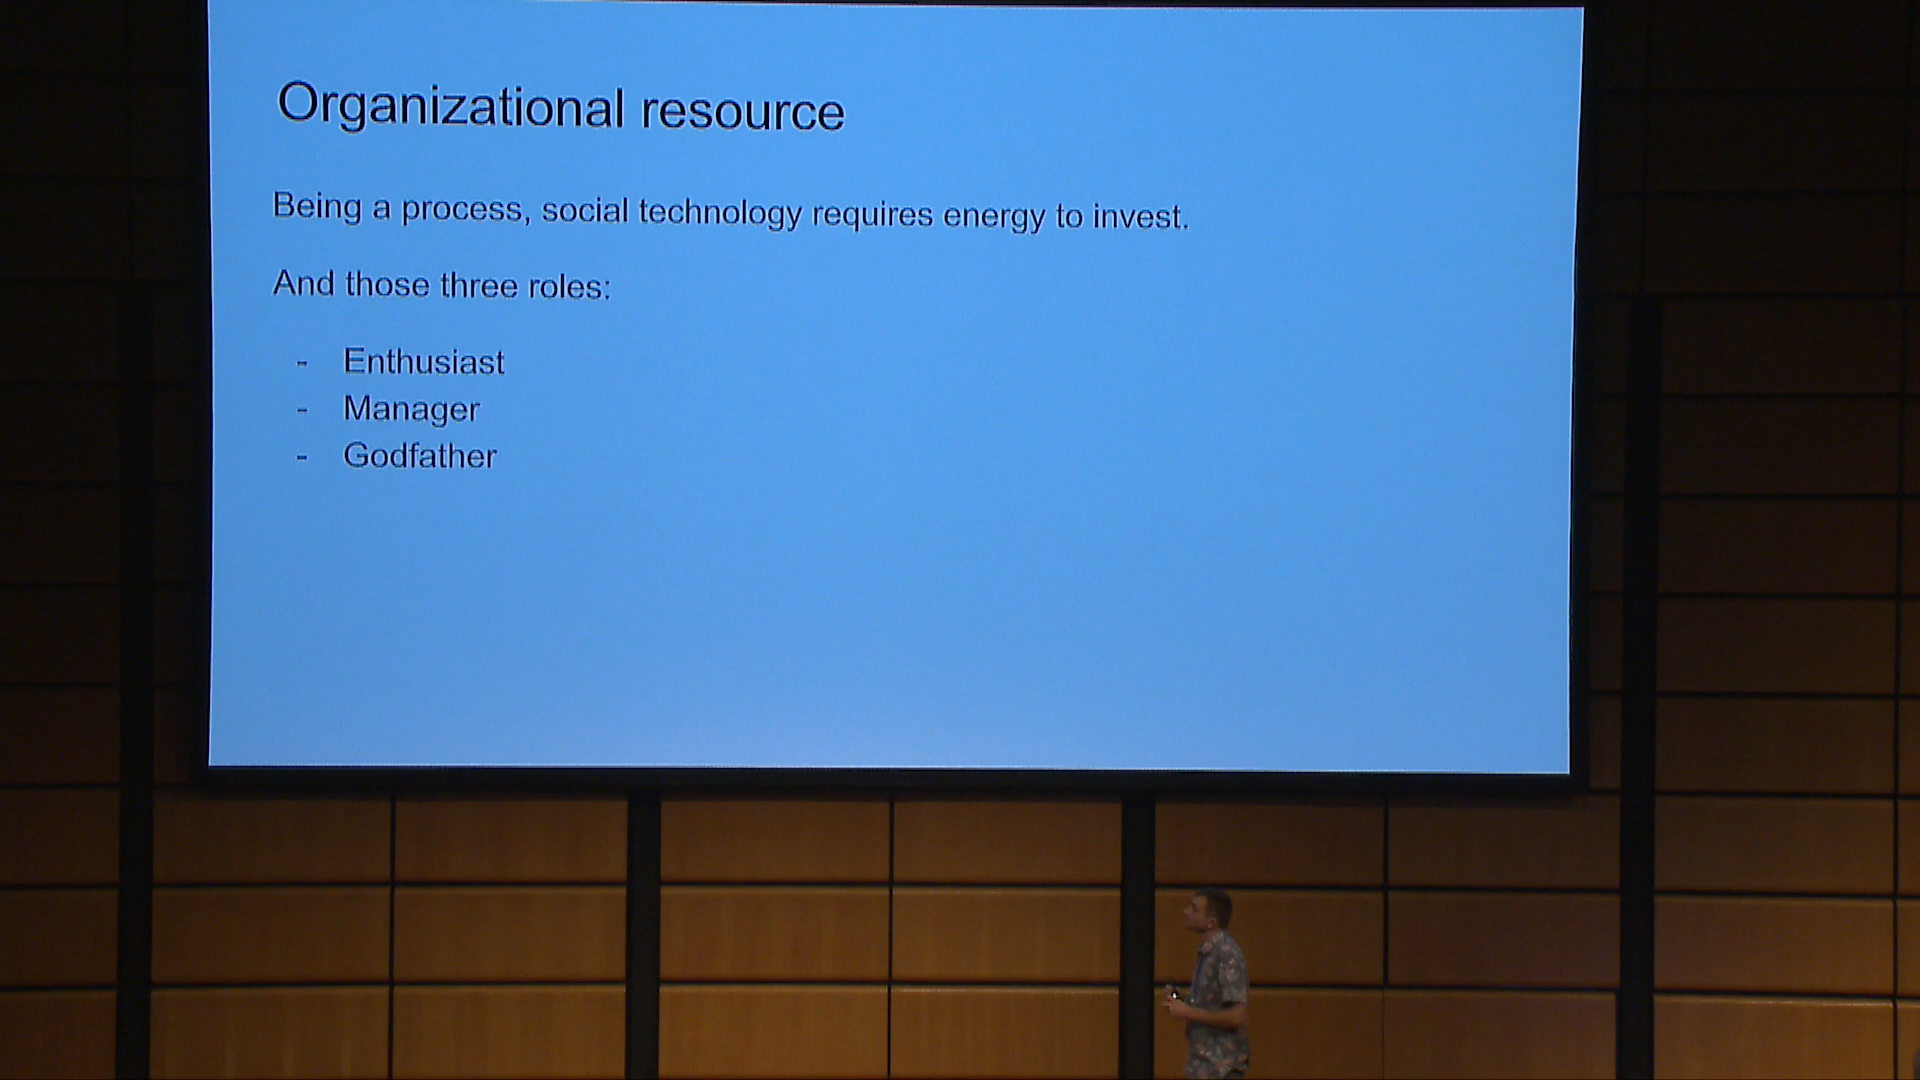 Organizational resource
Being a process, social technology requires energy to invest.
And those three roles:
- Enthusiast
- Manager
- Godfather